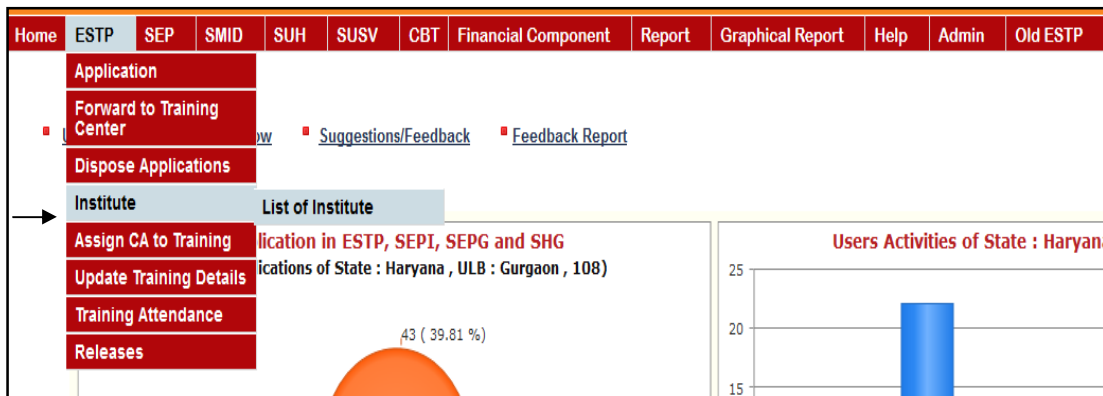 Home ESTP SEP SMID SUH SUSV CBT Financial Component Report Graphical Report Help Admin Old ESTP
Application
Forward to Training
Center
Suggestions/Feedback Feedback Report
Dispose Applications
Institute
List of Institute
Assign CA to Training
in ESTP, SEPI, SEPG and SHG
Users Activities of State :
Update Training Details
of State : Haryana , ULB : Gurgaon , 108)
25
Training Attendance
43 ( 39.81 %)
20
Releases
15